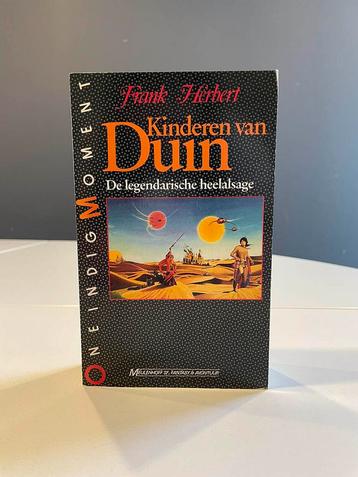 Frank Herbert
Kinderen van
Duin
De legendarische heelalsage
ONEINDIG MOMENT
MEULENHOFF SF, FANTASY & AVONTUUR